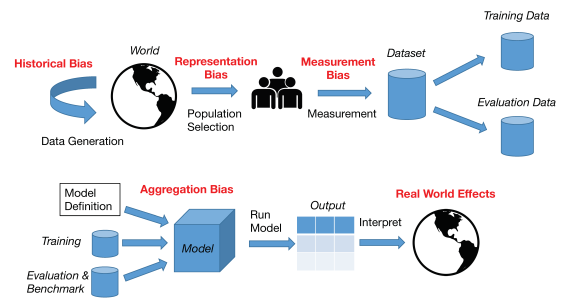 Training Data
World
Historical Bias
Representation
Bias
Measurement
Bias
Dataset
Data Generation
Population
Selection
Measurement
Evaluation Data
Model
Definition
Aggregation Bias
Run
Model
Output
Interpret
Real World Effects
Training
Model
Evaluation &
Benchmark